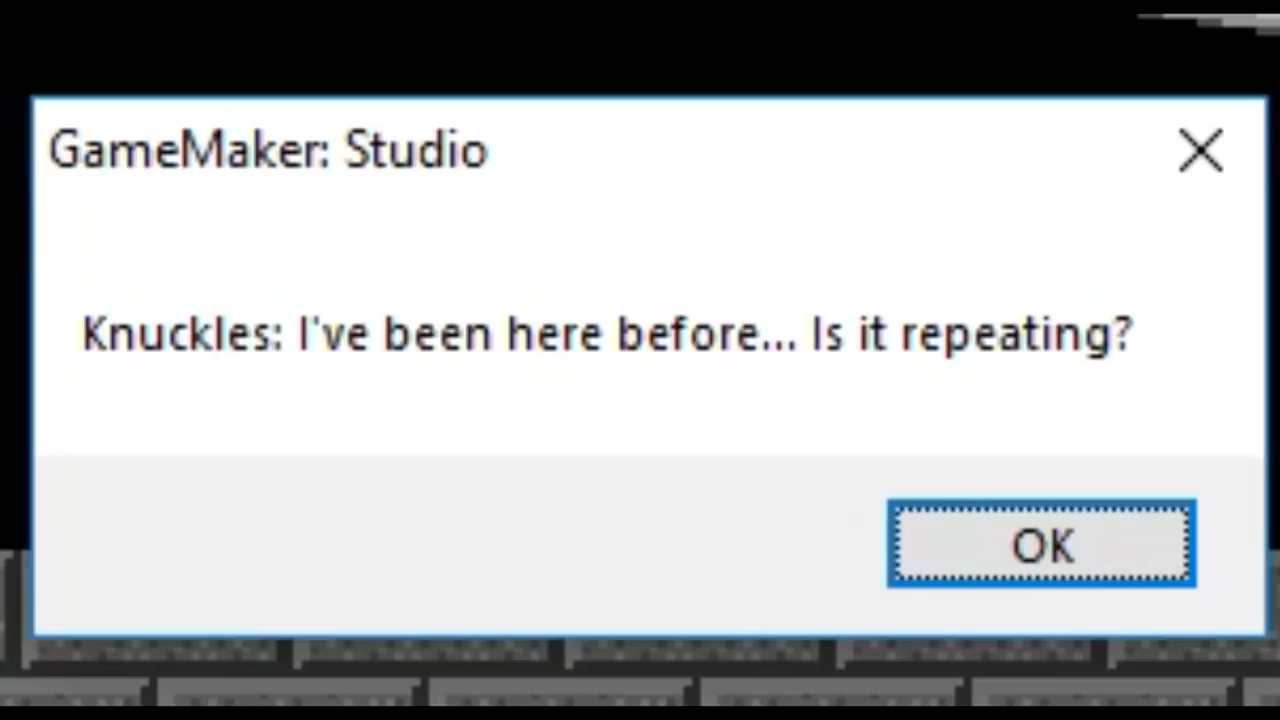 GameMaker: Studio
Knuckles: I've been here before... Is it repeating?
OK